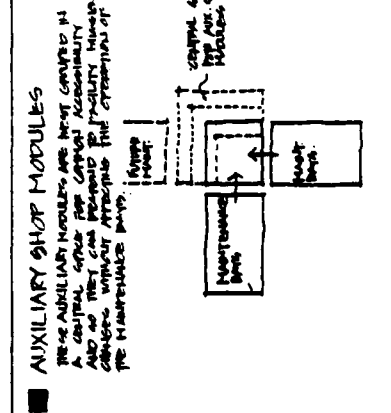 AUXILIARY SHOP MODULES
THESE AUXILIARY MODULES ARE MOST GROUPED IN
A CENTRAL SPACE FOR COMMON ACCESSIBILITY
AND SO THEY CAN RESPOND TO FACILITY MISSION
CHANGES WITHOUT AFFECTING THE OPERATION OF
THE MAINTENANCE BAYS.
FUTURE
MAINT.
CENTRAL
FOR AUX.
MODULES
MAINTENANCE
BAYS
MAINT.
BAYS.